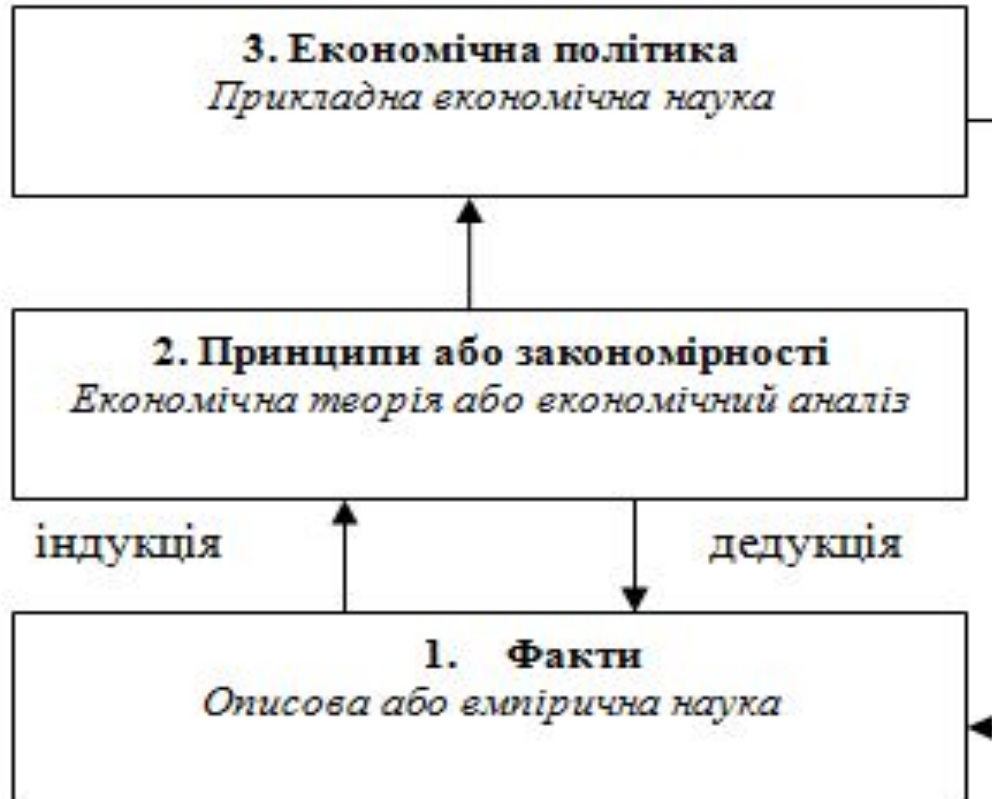 3. Економічна політика
Прикладна економічна наука
2. Принципи або закономірності
Економічна теорія або економічний аналіз
індукція
дедукція
1. Факти
Описова або емпірична наука